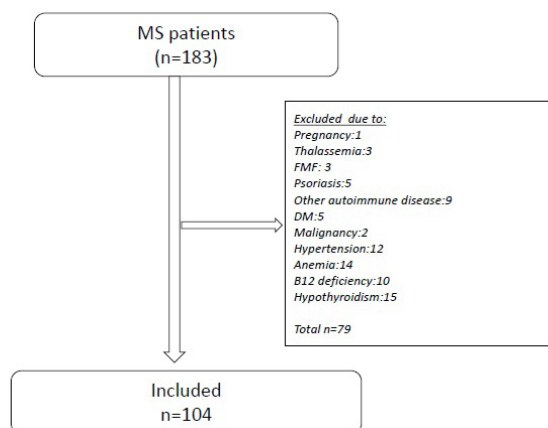 MS patients
(n=183)
Excluded due to:
Pregnancy:1
Thalassemia:3
FMF: 3
Psoriasis:5
Other autoimmune disease:9
DM:5
Malignancy:2
Hypertension:12
Anemia:14
B12 deficiency:10
Hypothyroidism:15
Total n=79
Included
n=104